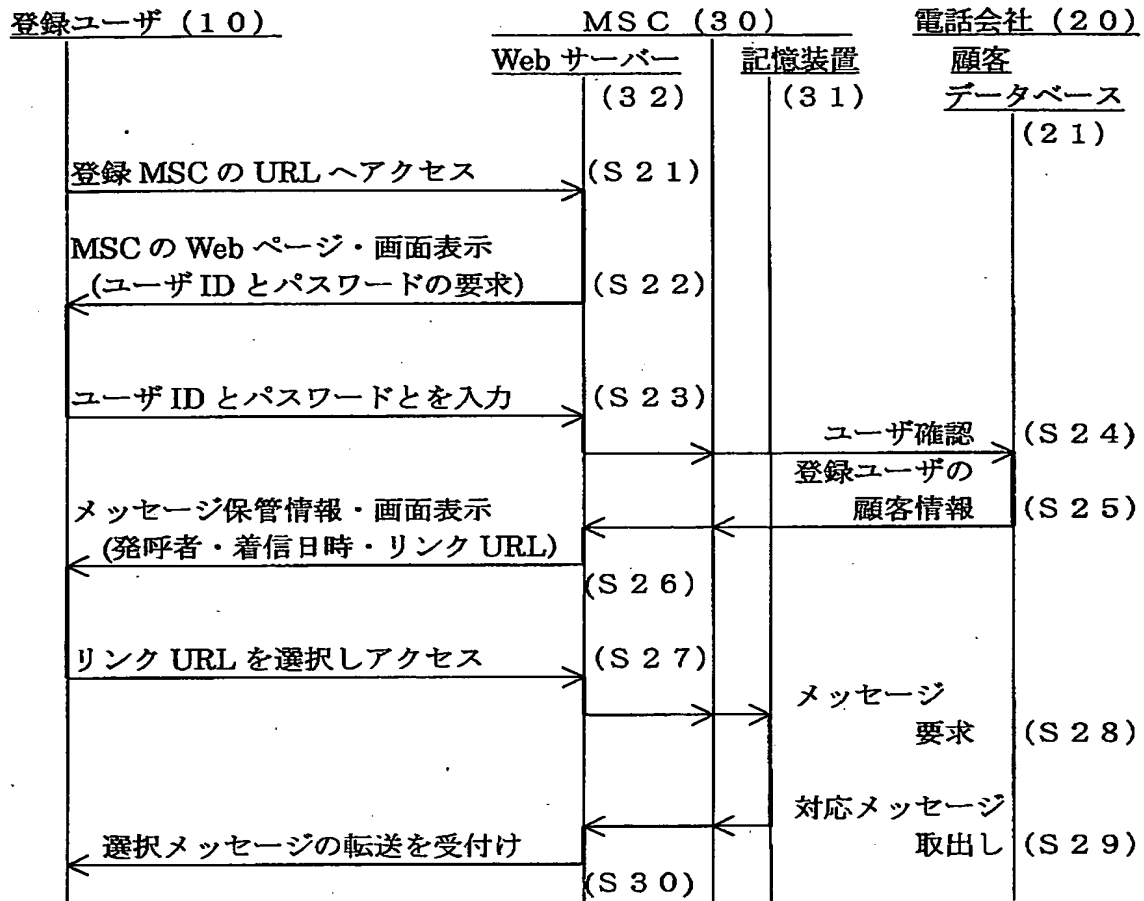 登録ユーザ (10)
MSC (30)
電話会社 (20)
Web サーバー
記憶装置
顧客
(32)
(31)
データベース
(21)
登録 MSC の URL へアクセス
(S21)
MSC の Web ページ・画面表示
(ユーザ ID とパスワードの要求)
(S22)
ユーザ ID とパスワードとを入力
(S23)
ユーザ確認
(S24)
登録ユーザの
メッセージ保管情報・画面表示
顧客情報
(S25)
(発呼者・着信日時・リンク URL)
(S26)
リンク URL を選択しアクセス
(S27)
メッセージ
要求
(S28)
対応メッセージ
選択メッセージの転送を受付け
取出し
(S29)
(S30)